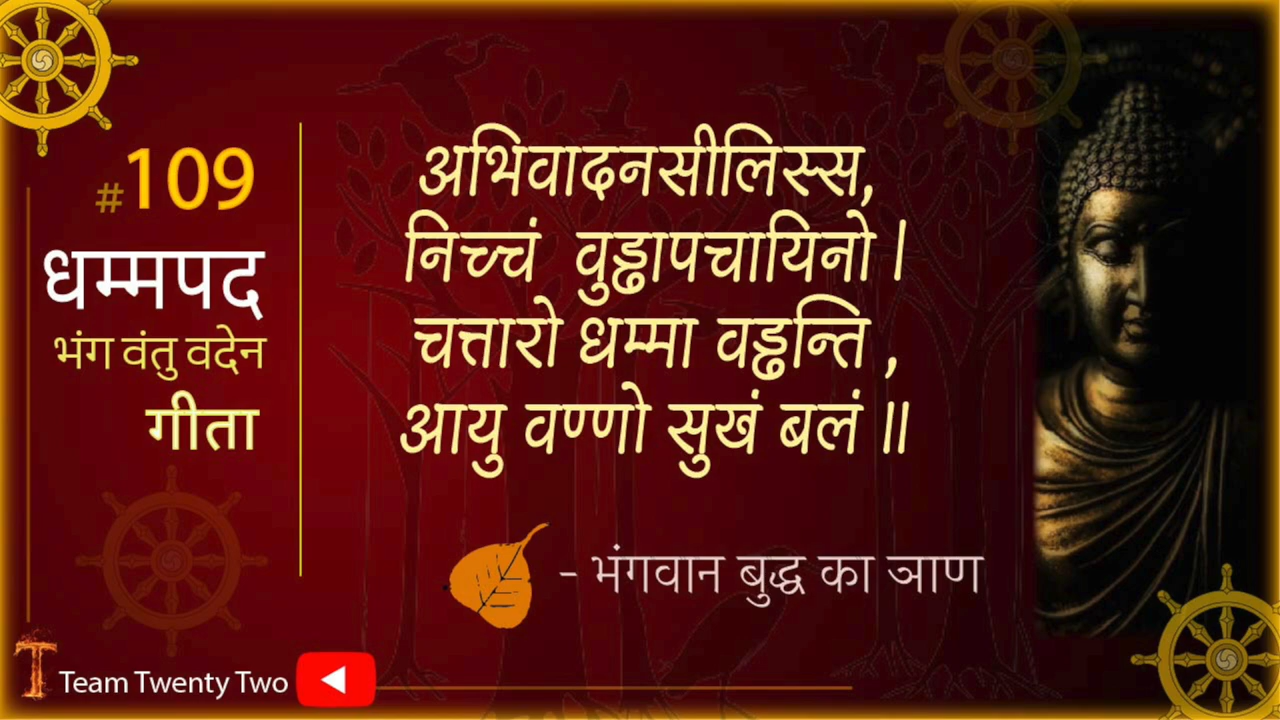 #109
धम्मपद
भंग वंतु वदेन
गीता
अभिवादनसीलिस्स,
निच्चं वुड्ढापचायिनो ।
चत्तारो धम्मा वड्ढन्ति ,
आयु वण्णो सुखं बलं ॥
- भंगवान बुद्ध का ञाण
Team Twenty Two